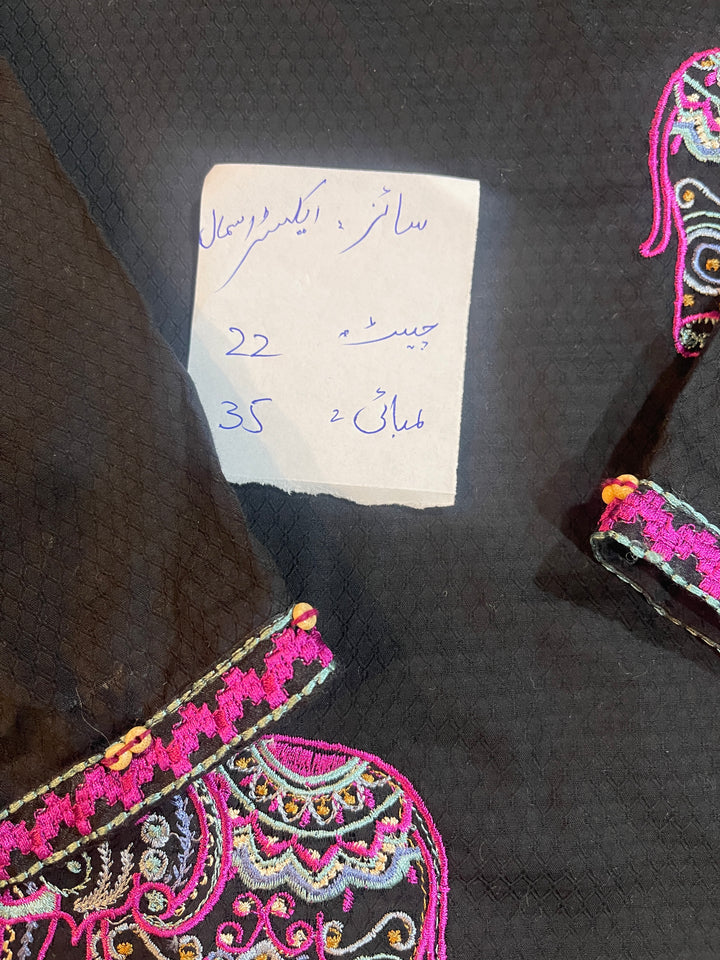 سائز : ایکسٹرا سمال
چیسٹ : 22
لمبائی : 35